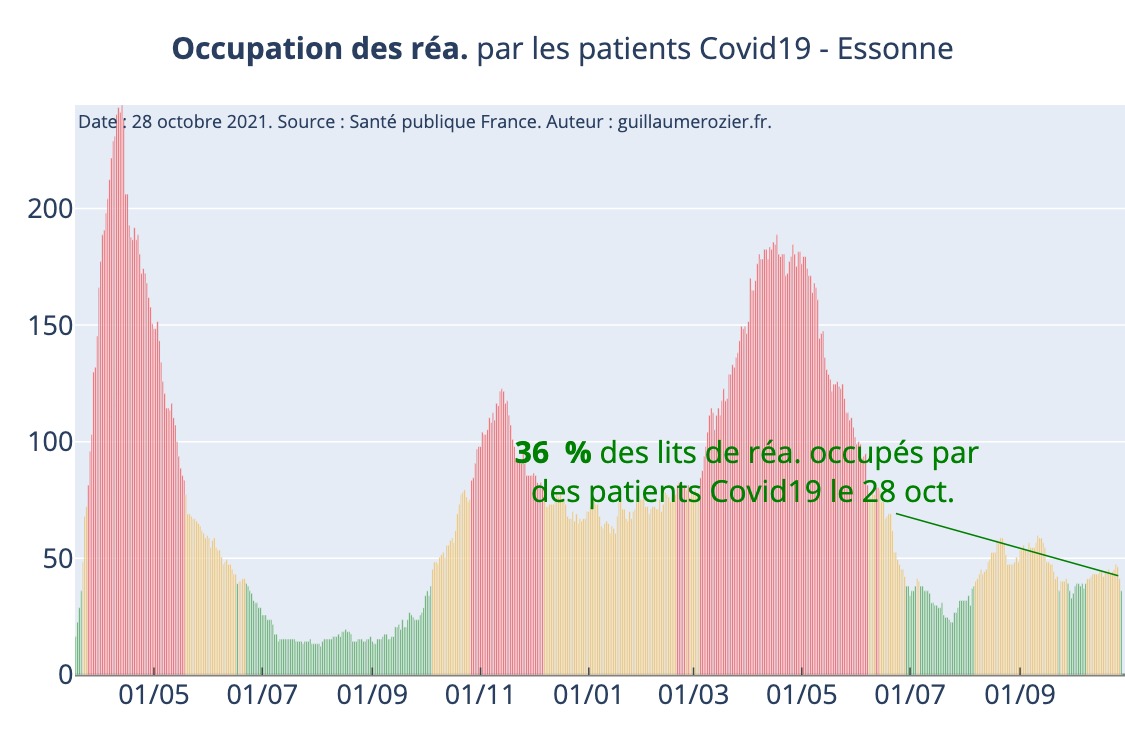 Occupation des réa. par les patients Covid19 - Essonne
Date : 28 octobre 2021. Source : Santé publique France. Auteur : guillaumerozier.fr.
200
150
100
36 % des lits de réa. occupés par
des patients Covid19 le 28 oct.
50
0
01/05 01/07 01/09 01/11 01/01 01/03 01/05 01/07 01/09